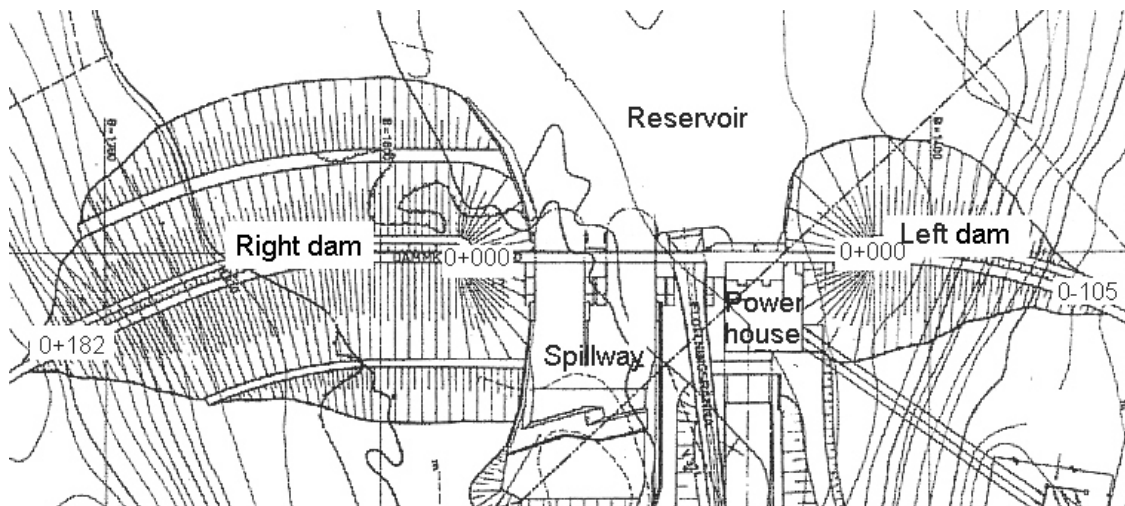 Reservoir
Right dam
Left dam
0+000
0+000
0-105
Power
house
0+182
Spillway